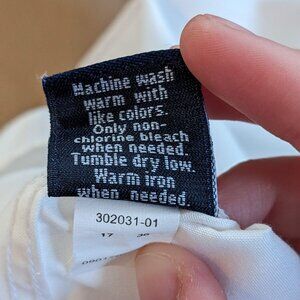 Machine wash
warm with
like colors.
Only non-
chlorine bleach
when needed.
Tumble dry low.
Warm iron
when needed.
302031-01
17